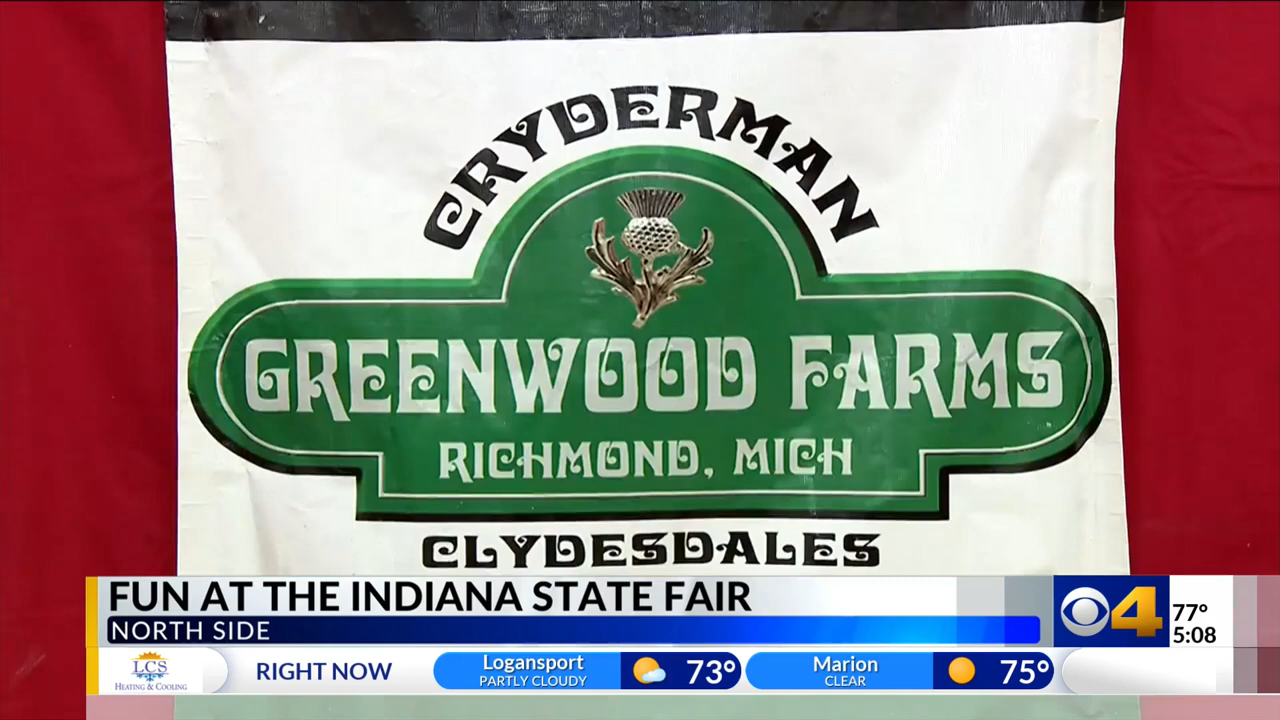 CRYDERMAN
GREENWOOD FARMS
RICHMOND, MICH
CLYDESDALES
FUN AT THE INDIANA STATE FAIR
NORTH SIDE
4
77°
5:08
LCS
HEATING & COOLING
RIGHT NOW
Logansport
PARTLY CLOUDY
73°
Marion
CLEAR
75°